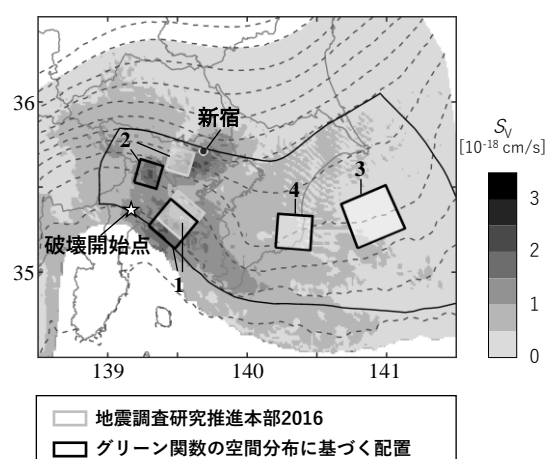 S_V
[10⁻¹⁸ cm/s]
36
新宿
2
3
4
3
2
破壊開始点
35
1
1
0
139
140
141
地震調査研究推進本部2016
グリーン関数の空間分布に基づく配置